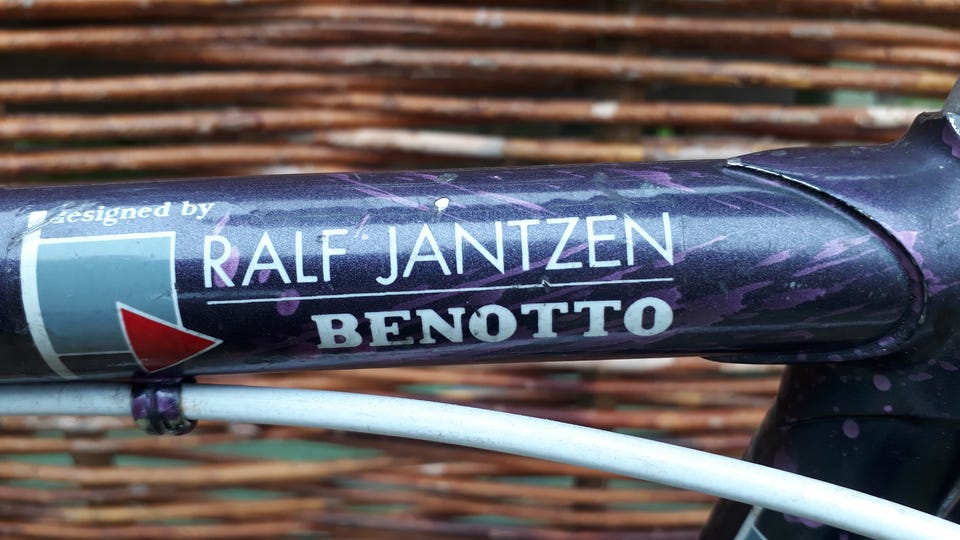 designed by
RALF JANTZEN
BENOTTO